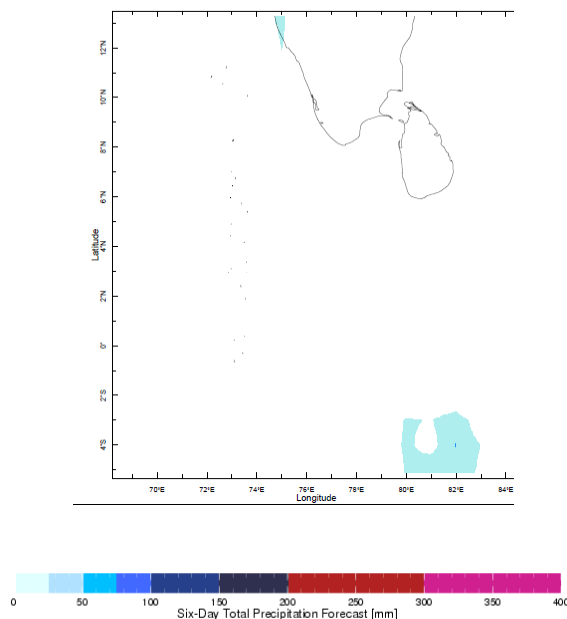 12°N
10°N
8°N
6°N
4°N
2°N
0°
2°S
4°S
Latitude
70°E 72°E 74°E 76°E 78°E 80°E 82°E 84°E
Longitude
0 50 100 150 200 250 300 350 400
Six-Day Total Precipitation Forecast [mm]